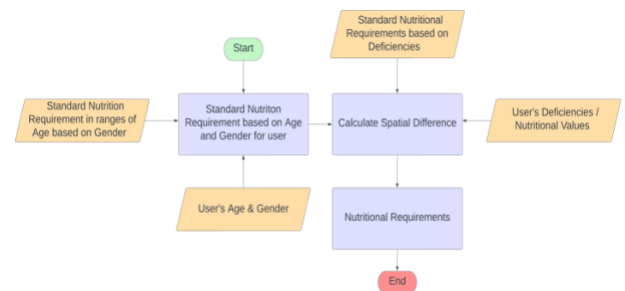 Standard Nutritional
Requirements based on
Deficiencies
Start
Standard Nutrition
Requirement in ranges of
Age based on Gender
Standard Nutriton
Requirement based on Age
and Gender for user
Calculate Spatial Difference
User's Deficiencies /
Nutritional Values
User's Age & Gender
Nutritional Requirements
End